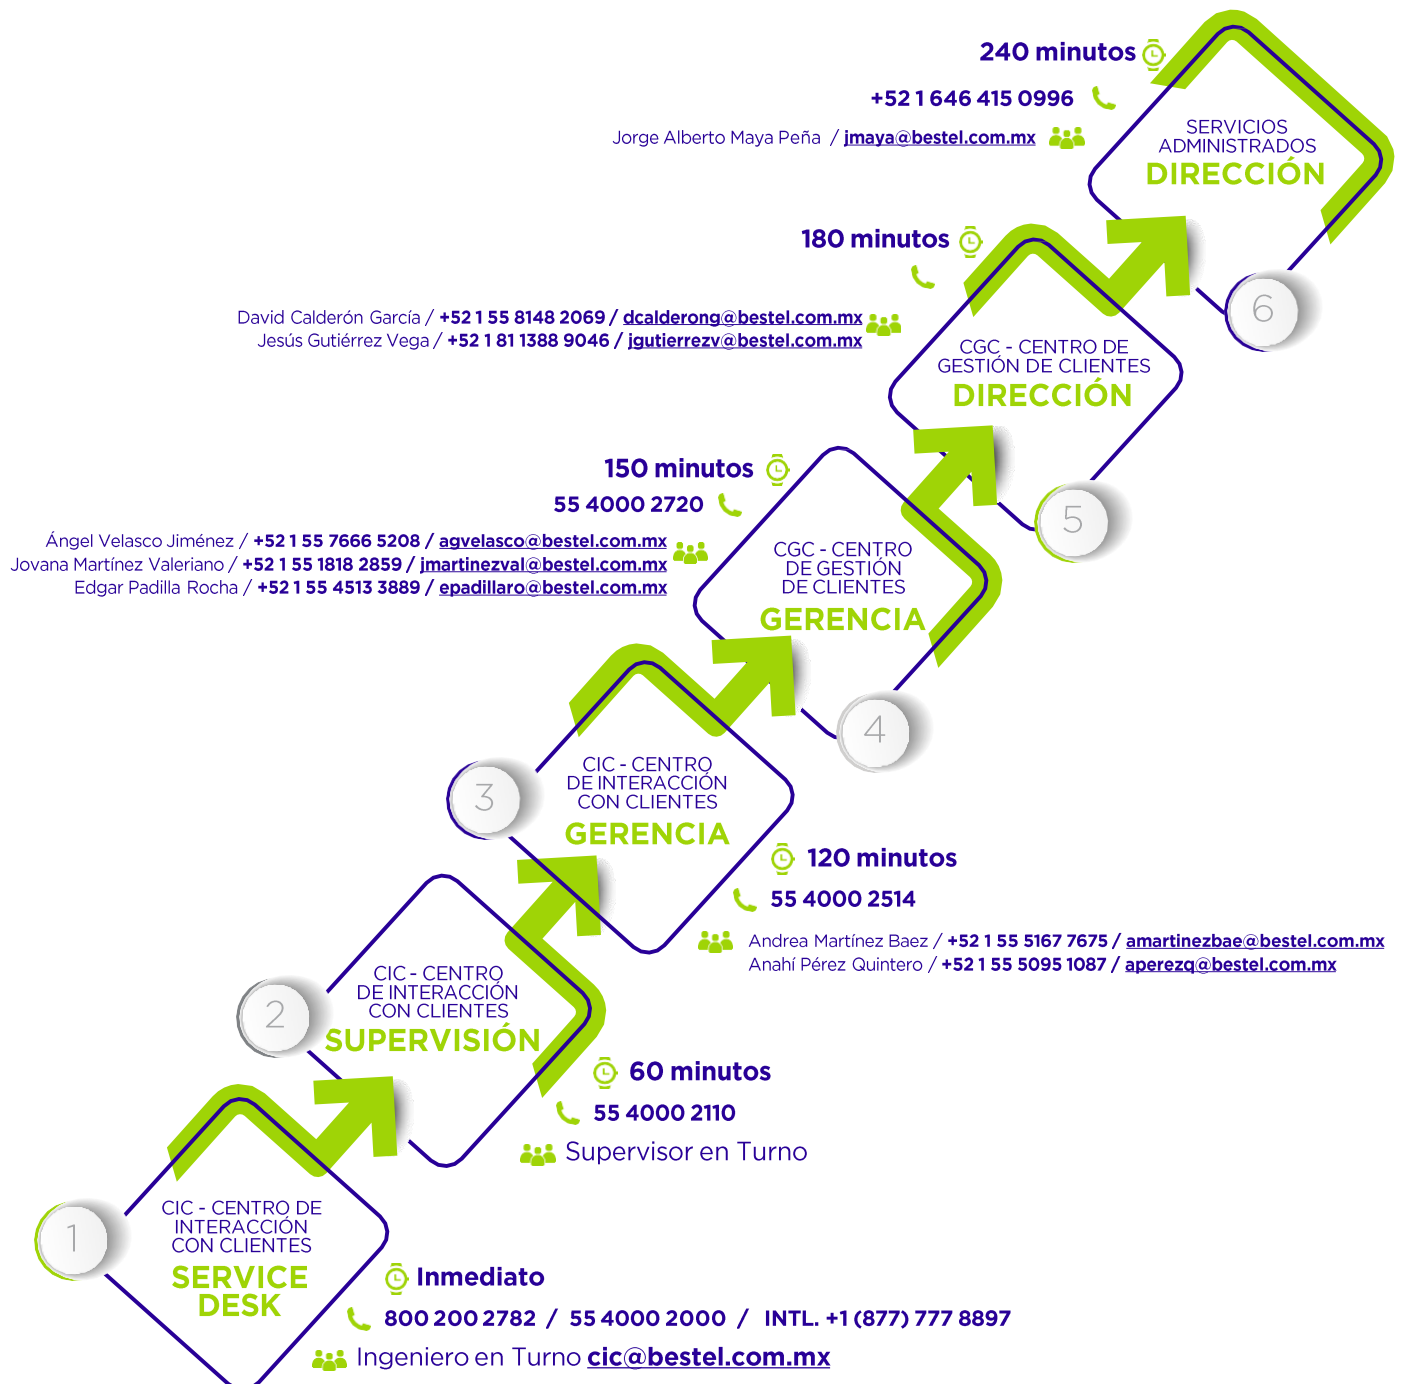 240 minutos
+52 1 646 415 0996
Jorge Alberto Maya Peña / jmaya@bestel.com.mx
SERVICIOS
ADMINISTRADOS
DIRECCIÓN
6
180 minutos
David Calderón García / +52 1 55 8148 2069 / dcalderong@bestel.com.mx
Jesús Gutiérrez Vega / +52 1 81 1388 9046 / jgutierrezv@bestel.com.mx
CGC - CENTRO DE
GESTIÓN DE CLIENTES
DIRECCIÓN
5
150 minutos
55 4000 2720
Ángel Velasco Jiménez / +52 1 55 7666 5208 / agvelasco@bestel.com.mx
Jovana Martínez Valeriano / +52 1 55 1818 2859 / jmartinezval@bestel.com.mx
Edgar Padilla Rocha / +52 1 55 4513 3889 / epadillaro@bestel.com.mx
CGC - CENTRO
DE GESTIÓN
DE CLIENTES
GERENCIA
4
3
CIC - CENTRO
DE INTERACCIÓN
CON CLIENTES
GERENCIA
120 minutos
55 4000 2514
Andrea Martínez Baez / +52 1 55 5167 7675 / amartinezbae@bestel.com.mx
Anahí Pérez Quintero / +52 1 55 5095 1087 / aperezq@bestel.com.mx
2
CIC - CENTRO
DE INTERACCIÓN
CON CLIENTES
SUPERVISIÓN
60 minutos
55 4000 2110
Supervisor en Turno
1
CIC - CENTRO DE
INTERACCIÓN
CON CLIENTES
SERVICE
DESK
Inmediato
800 200 2782 / 55 4000 2000 / INTL. +1 (877) 777 8897
Ingeniero en Turno cic@bestel.com.mx